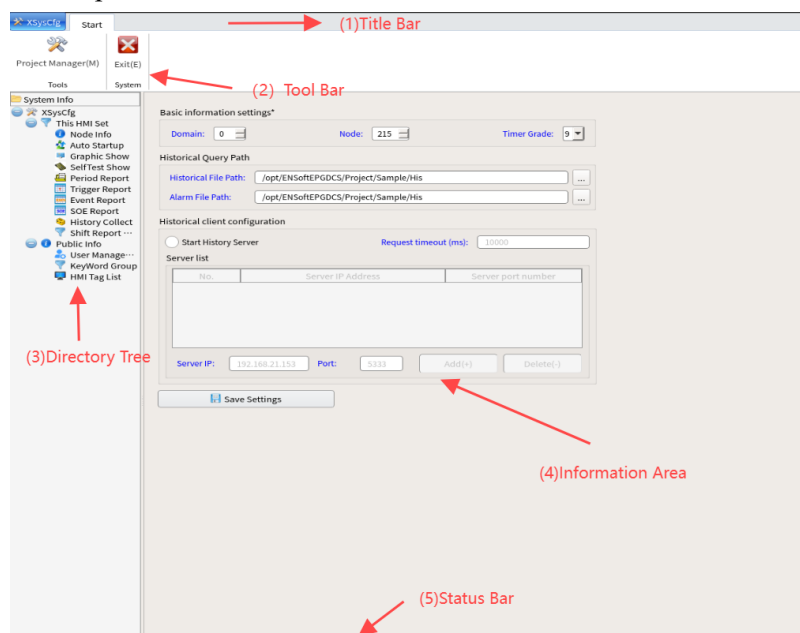 XSysCfg Start
(1)Title Bar
Project Manager(M) Exit(E)
Tools System
(2) Tool Bar
System Info
XSysCfg
This HMI Set
Node Info
Auto Startup
Graphic Show
SelfTest Show
Period Report
Trigger Report
Event Report
SOE Report
History Collect
Shift Report ···
Public Info
User Manage···
KeyWord Group
HMI Tag List
(3)Directory Tree
Basic information settings*
Domain: 0 Node: 215 Timer Grade: 9
Historical Query Path
Historical File Path: /opt/ENSoftEPGDCS/Project/Sample/His ...
Alarm File Path: /opt/ENSoftEPGDCS/Project/Sample/His ...
Historical client configuration
Start History Server Request timeout (ms): 10000
Server list
No. Server IP Address Server port number
Server IP: 192.168.21.153 Port: 5333 Add(+) Delete(-)
Save Settings
(4)Information Area
(5)Status Bar